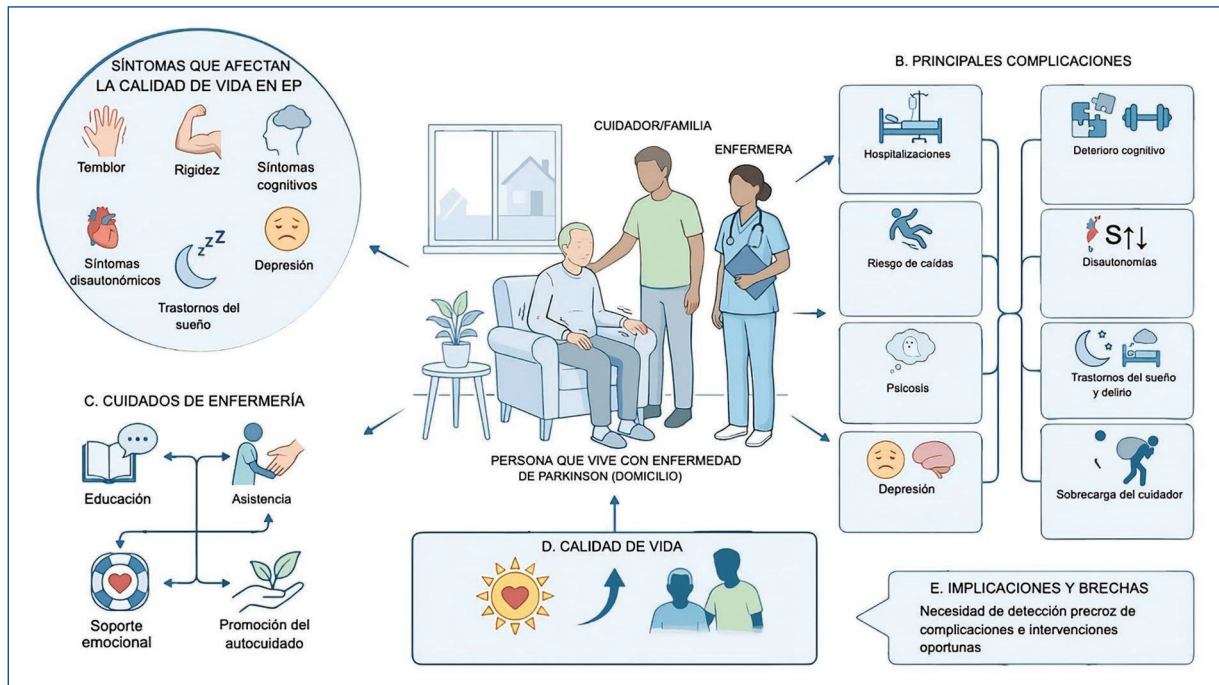 SÍNTOMAS QUE AFECTAN
LA CALIDAD DE VIDA EN EP
Temblor
Rigidez
Síntomas
cognitivos
Síntomas
disautonómicos
zzZ
Trastornos del
sueño
Depresión
CUIDADOR/FAMILIA
ENFERMERA
PERSONA QUE VIVE CON ENFERMEDAD
DE PARKINSON (DOMICILIO)
B. PRINCIPALES COMPLICACIONES
Hospitalizaciones
Deterioro cognitivo
Riesgo de caídas
S↑↓
Disautonomías
Psicosis
Trastornos del sueño
y delirio
Depresión
Sobrecarga del cuidador
C. CUIDADOS DE ENFERMERÍA
Educación
Asistencia
Soporte
emocional
Promoción del
autocuidado
D. CALIDAD DE VIDA
E. IMPLICACIONES Y BRECHAS
Necesidad de detección precroz de
complicaciones e intervenciones
oportunas